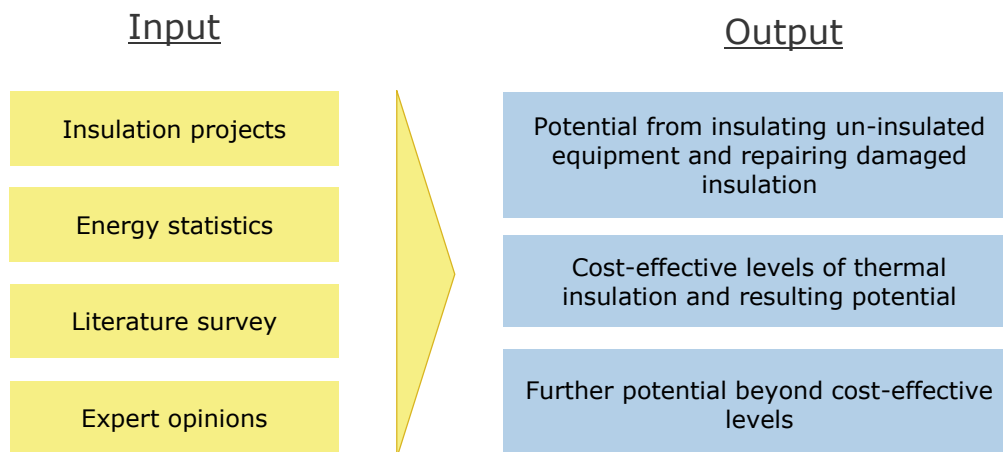 Input
Output
Insulation projects
Energy statistics
Literature survey
Expert opinions
Potential from insulating un-insulated
equipment and repairing damaged
insulation
Cost-effective levels of thermal
insulation and resulting potential
Further potential beyond cost-effective
levels